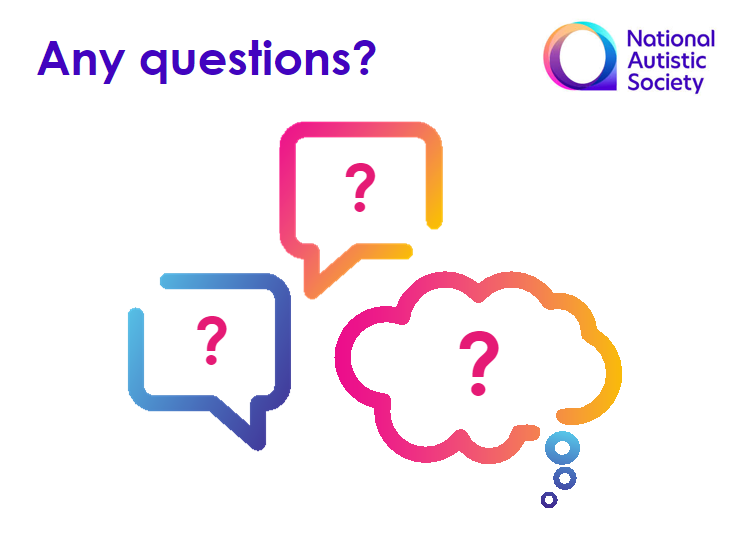 Any questions?
National
Autistic
Society
?
?
?